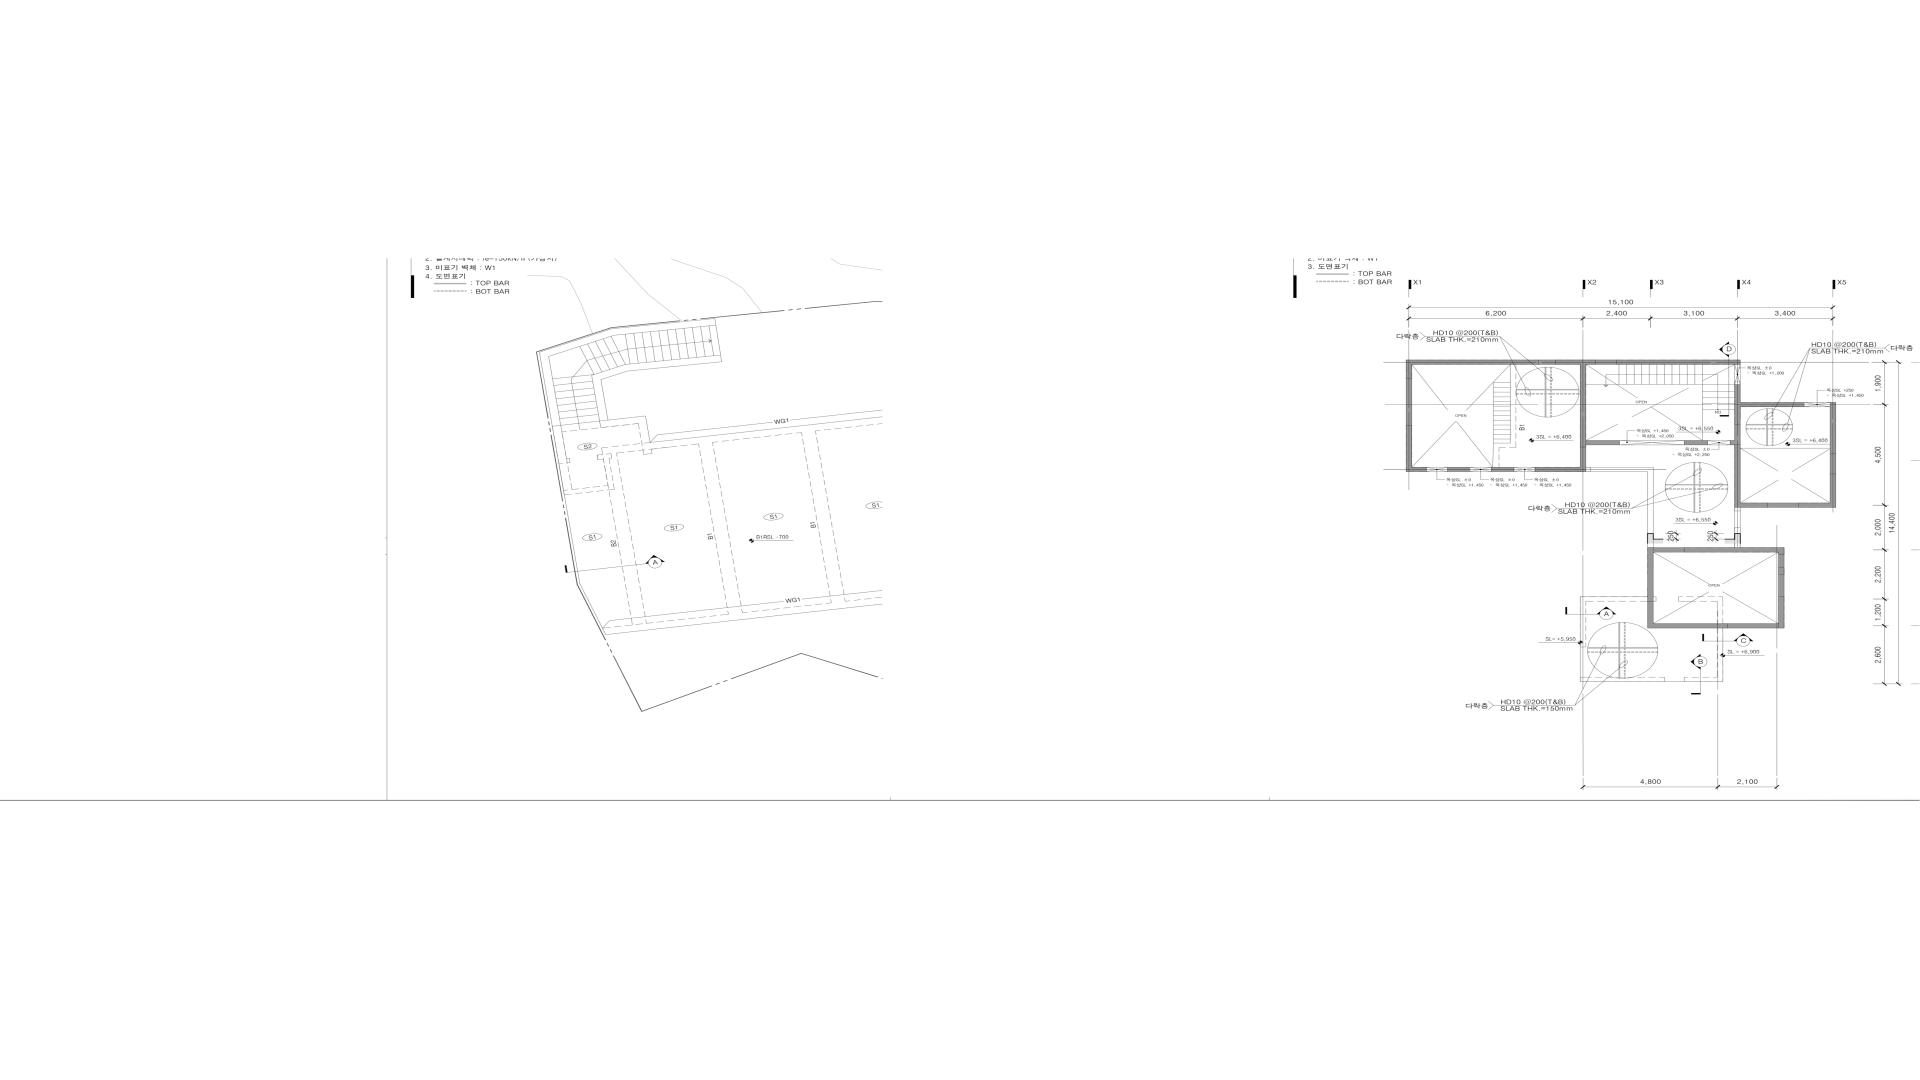 3. 미표기 벽체 : W1
4. 도면표기
: TOP BAR
: BOT BAR
WG1
S2
S1
S1
S1
S1
S2
B1
B1
B1RSL -700
A
WG1
3. 도면표기
: TOP BAR
: BOT BAR
X1
X2
X3
X4
X5
15,100
6,200
2,400
3,100
3,400
다락층
HD10 @200(T&B)
SLAB THK.=210mm
D
HD10 @200(T&B)
SLAB THK.=210mm
다락층
OPEN
B1
3SL = +6,400
OPEN
3SL = +6,550
3SL = +6,400
HD10 @200(T&B)
SLAB THK.=210mm
다락층
3SL = +6,550
250
250
OPEN
A
SL= +5,950
C
B
SL = +6,900
HD10 @200(T&B)
SLAB THK.=150mm
다락층
1,900
4,500
2,000
2,200
1,200
2,600
14,400
4,800
2,100